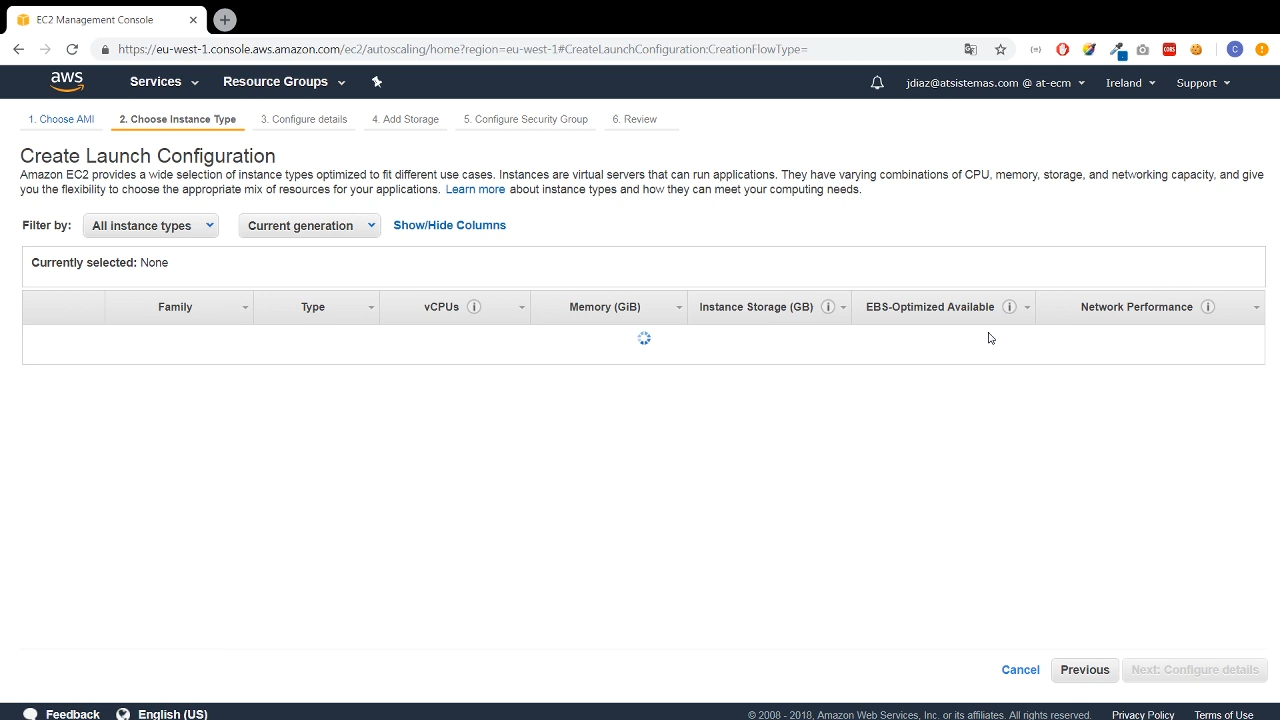 EC2 Management Console
https://eu-west-1.console.aws.amazon.com/ec2/autoscaling/home?region=eu-west-1#CreateLaunchConfiguration:CreationFlowType=
CORS
C
aws
Services
Resource Groups
jdiaz@atsistemas.com @ at-ecm
Ireland
Support
1. Choose AMI
2. Choose Instance Type
3. Configure details
4. Add Storage
5. Configure Security Group
6. Review
Create Launch Configuration
Amazon EC2 provides a wide selection of instance types optimized to fit different use cases. Instances are virtual servers that can run applications. They have varying combinations of CPU, memory, storage, and networking capacity, and give
you the flexibility to choose the appropriate mix of resources for your applications. Learn more about instance types and how they can meet your computing needs.
Filter by:
All instance types
Current generation
Show/Hide Columns
Currently selected: None
Family
Type
vCPUs
Memory (GiB)
Instance Storage (GB)
EBS-Optimized Available
Network Performance
Cancel
Previous
Next: Configure details
Feedback
English (US)
© 2008 - 2018, Amazon Web Services, Inc. or its affiliates. All rights reserved.
Privacy Policy
Terms of Use